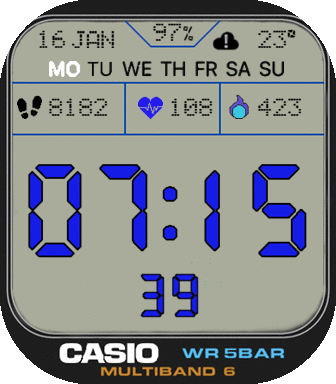 16 JAN 97% 23°
MO TU WE TH FR SA SU
8182 108 423
07:15
39
CASIO WR 5BAR
MULTIBAND 6